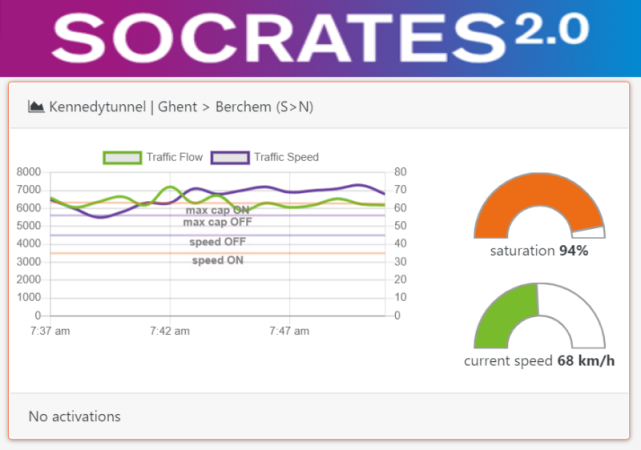 SOCRATES2.0
Kennedytunnel | Ghent > Berchem (S>N)
Traffic Flow Traffic Speed
8000 80
7000 70
max cap ON
6000 60
max cap OFF
5000 50
speed OFF
4000 40
speed ON
3000 30
2000 20
1000 10
0 0
7:37 am 7:42 am 7:47 am
saturation 94%
current speed 68 km/h
No activations